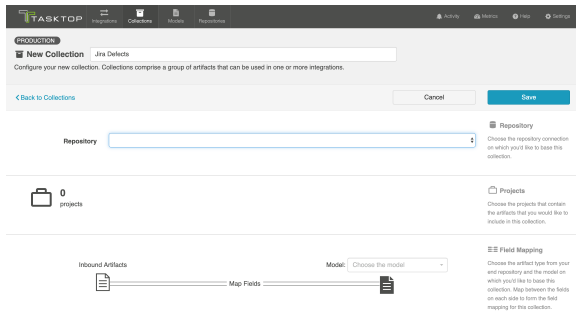 TASKTOP
Integrations
Collections
Models
Repositories
Activity
Metrics
Help
Settings
PRODUCTION
New Collection
Jira Defects
Configure your new collection. Collections comprise a group of artifacts that can be used in one or more integrations.
Back to Collections
Cancel
Save
Repository
Repository
Choose the repository connection
on which you'd like to base this
collection.
0
projects
Projects
Choose the projects that contain
the artifacts that you would like to
include in this collection.
Inbound Artifacts
Model:
Choose the model
Map Fields
Field Mapping
Choose the artifact type from your
end repository and the model on
which you'd like to base this
collection. Map between the fields
on each side to form the field
mapping for this collection.